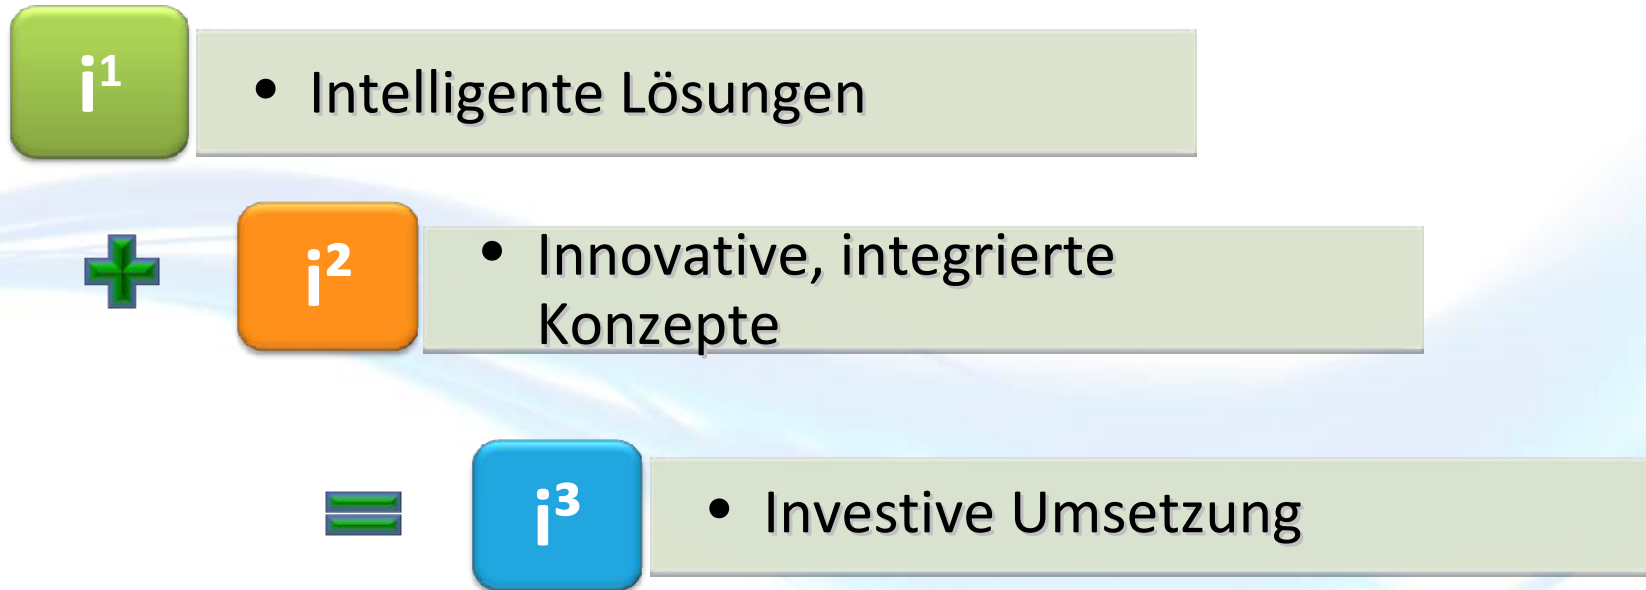 i¹
• Intelligente Lösungen
i²
• Innovative, integrierte
Konzepte
i³
• Investive Umsetzung